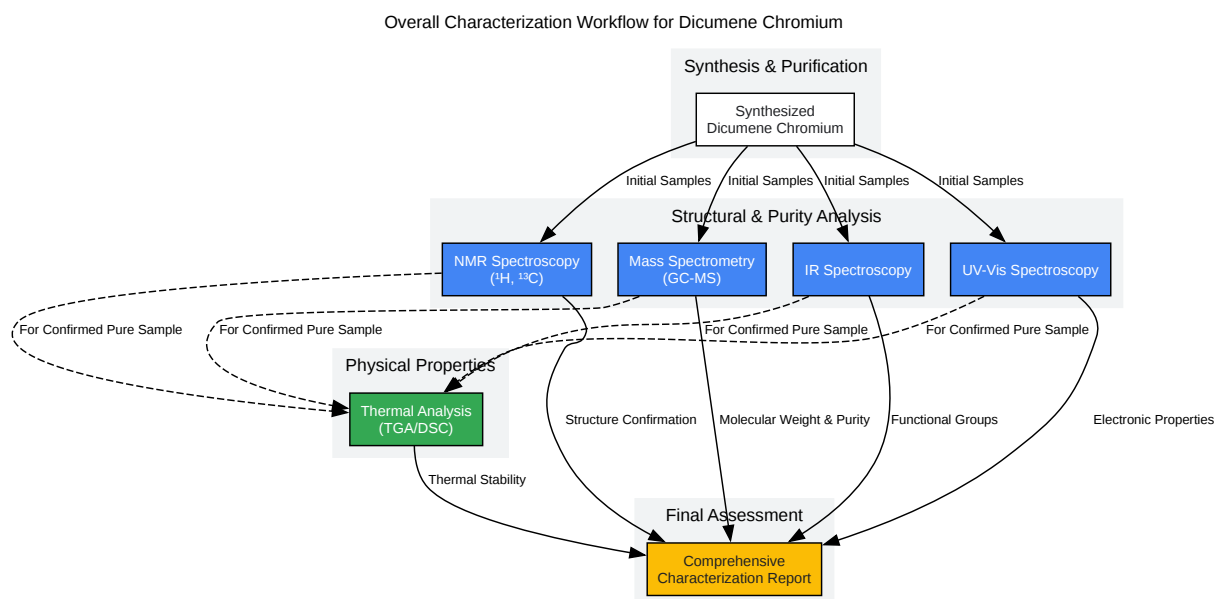 Overall Characterization Workflow for Dicumene Chromium
Synthesis & Purification
Synthesized
Dicumene Chromium
Initial Samples
Initial Samples
Initial Samples
Initial Samples
Structural & Purity Analysis
NMR Spectroscopy
(¹H, ¹³C)
Mass Spectrometry
(GC-MS)
IR Spectroscopy
UV-Vis Spectroscopy
For Confirmed Pure Sample
For Confirmed Pure Sample
For Confirmed Pure Sample
For Confirmed Pure Sample
Physical Properties
Thermal Analysis
(TGA/DSC)
Structure Confirmation
Molecular Weight & Purity
Functional Groups
Electronic Properties
Thermal Stability
Final Assessment
Comprehensive
Characterization Report